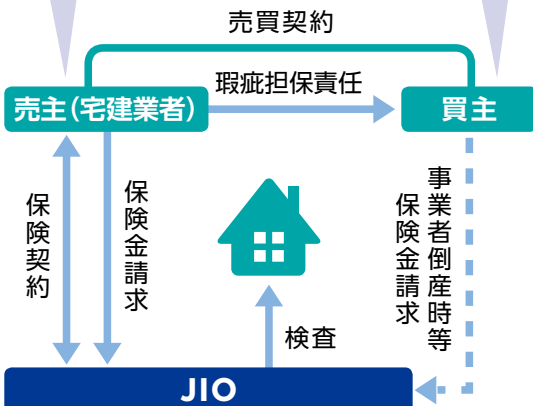 売買契約
瑕疵担保責任
売主(宅建業者)
買主
保険契約
保険金請求
事業者倒産時等
保険金請求
検査
JIO